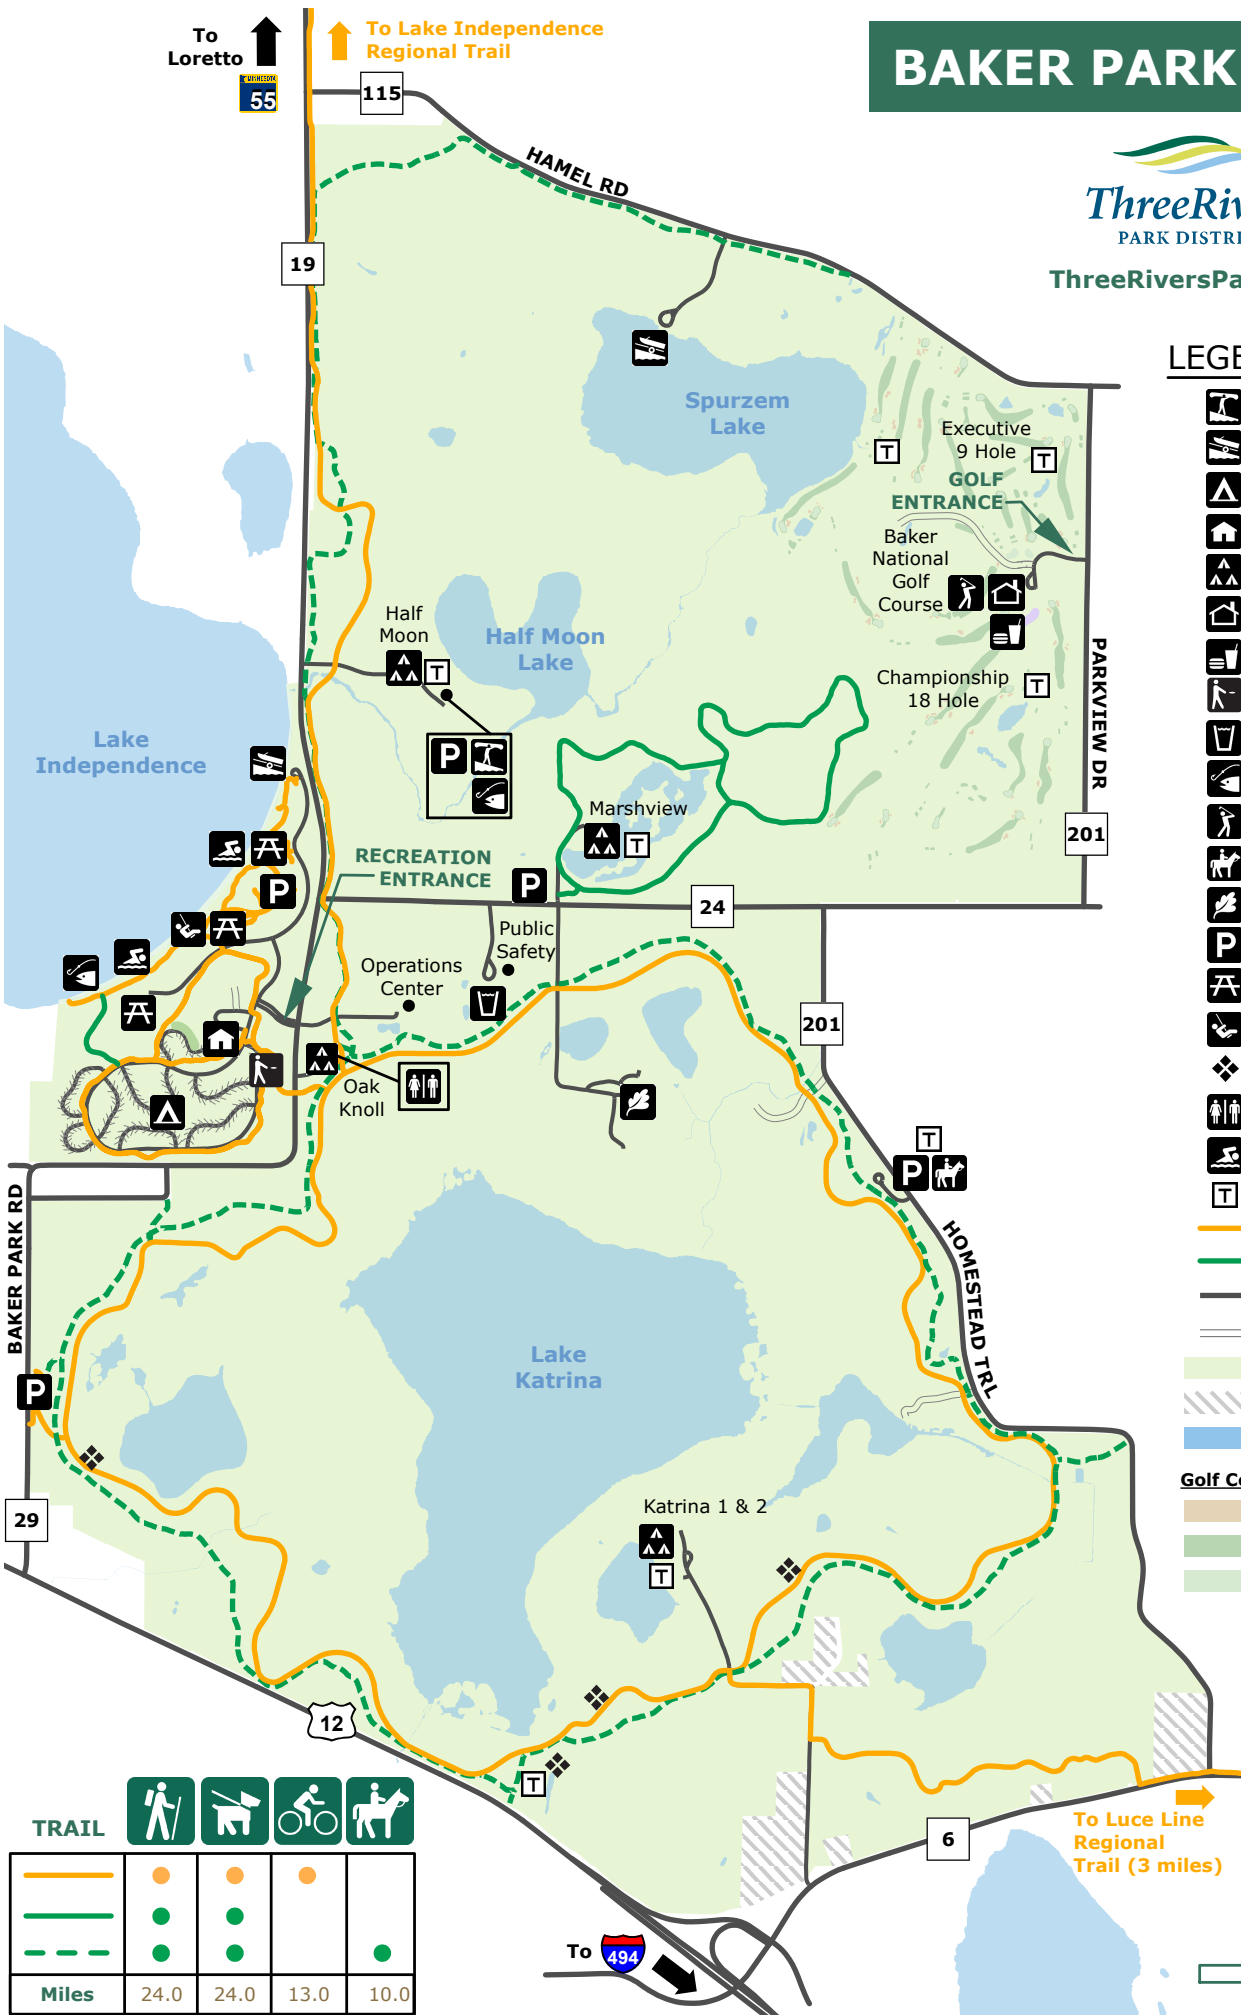 To
Loretto
MINNESOTA
55
To Lake Independence
Regional Trail
115
BAKER PARK
HAMEL RD
ThreeRiv
PARK DISTRI
ThreeRiversPa
19
LEGE
Spurzem
Lake
Executive
9 Hole
T
T
GOLF
ENTRANCE
Baker
National
Golf
Course
Half
Moon
T
Half Moon
Lake
PARKVIEW DR
Championship
18 Hole
T
Lake
Independence
P
Marshview
T
201
RECREATION
ENTRANCE
P
P
24
Public
Safety
Operations
Center
P
201
Oak
Knoll
T
P
T
BAKER PARK RD
HOMESTEAD TRL
Lake
Katrina
P
Golf Co
Katrina 1 & 2
T
29
12
T
TRAIL
Miles 24.0 24.0 13.0 10.0
6
To Luce Line
Regional
Trail (3 miles)
To
494